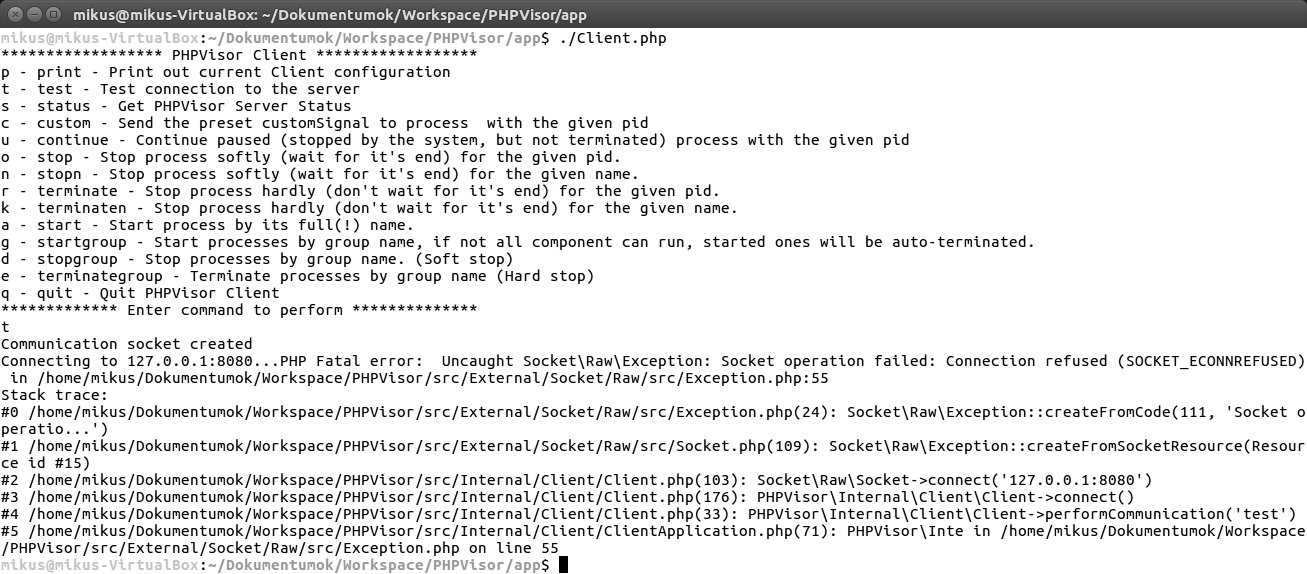 mikus@mikus-VirtualBox: ~/Dokumentumok/Workspace/PHPVisor/app
mikus@mikus-VirtualBox:~/Dokumentumok/Workspace/PHPVisor/app$ ./Client.php
****************** PHPVisor Client ******************
p - print - Print out current Client configuration
t - test - Test connection to the server
s - status - Get PHPVisor Server Status
c - custom - Send the preset customSignal to process  with the given pid
u - continue - Continue paused (stopped by the system, but not terminated) process with the given pid
o - stop - Stop process softly (wait for it's end) for the given pid.
n - stopn - Stop process softly (wait for it's end) for the given name.
r - terminate - Stop process hardly (don't wait for it's end) for the given pid.
k - terminaten - Stop process hardly (don't wait for it's end) for the given name.
a - start - Start process by its full(!) name.
g - startgroup - Start processes by group name, if not all component can run, started ones will be auto-terminated.
d - stopgroup - Stop processes by group name. (Soft stop)
e - terminategroup - Terminate processes by group name (Hard stop)
q - quit - Quit PHPVisor Client
************* Enter command to perform **************
t
Communication socket created
Connecting to 127.0.0.1:8080...PHP Fatal error:  Uncaught Socket\Raw\Exception: Socket operation failed: Connection refused (SOCKET_ECONNREFUSED)
 in /home/mikus/Dokumentumok/Workspace/PHPVisor/src/External/Socket/Raw/src/Exception.php:55
Stack trace:
#0 /home/mikus/Dokumentumok/Workspace/PHPVisor/src/External/Socket/Raw/src/Exception.php(24): Socket\Raw\Exception::createFromCode(111, 'Socket o
peratio...')
#1 /home/mikus/Dokumentumok/Workspace/PHPVisor/src/External/Socket/Raw/src/Socket.php(109): Socket\Raw\Exception::createFromSocketResource(Resour
ce id #15)
#2 /home/mikus/Dokumentumok/Workspace/PHPVisor/src/Internal/Client/Client.php(103): Socket\Raw\Socket->connect('127.0.0.1:8080')
#3 /home/mikus/Dokumentumok/Workspace/PHPVisor/src/Internal/Client/Client.php(176): PHPVisor\Internal\Client\Client->connect()
#4 /home/mikus/Dokumentumok/Workspace/PHPVisor/src/Internal/Client/Client.php(33): PHPVisor\Internal\Client\Client->performCommunication('test')
#5 /home/mikus/Dokumentumok/Workspace/PHPVisor/src/Internal/Client/ClientApplication.php(71): PHPVisor\Inte in /home/mikus/Dokumentumok/Workspace
/PHPVisor/src/External/Socket/Raw/src/Exception.php on line 55
mikus@mikus-VirtualBox:~/Dokumentumok/Workspace/PHPVisor/app$